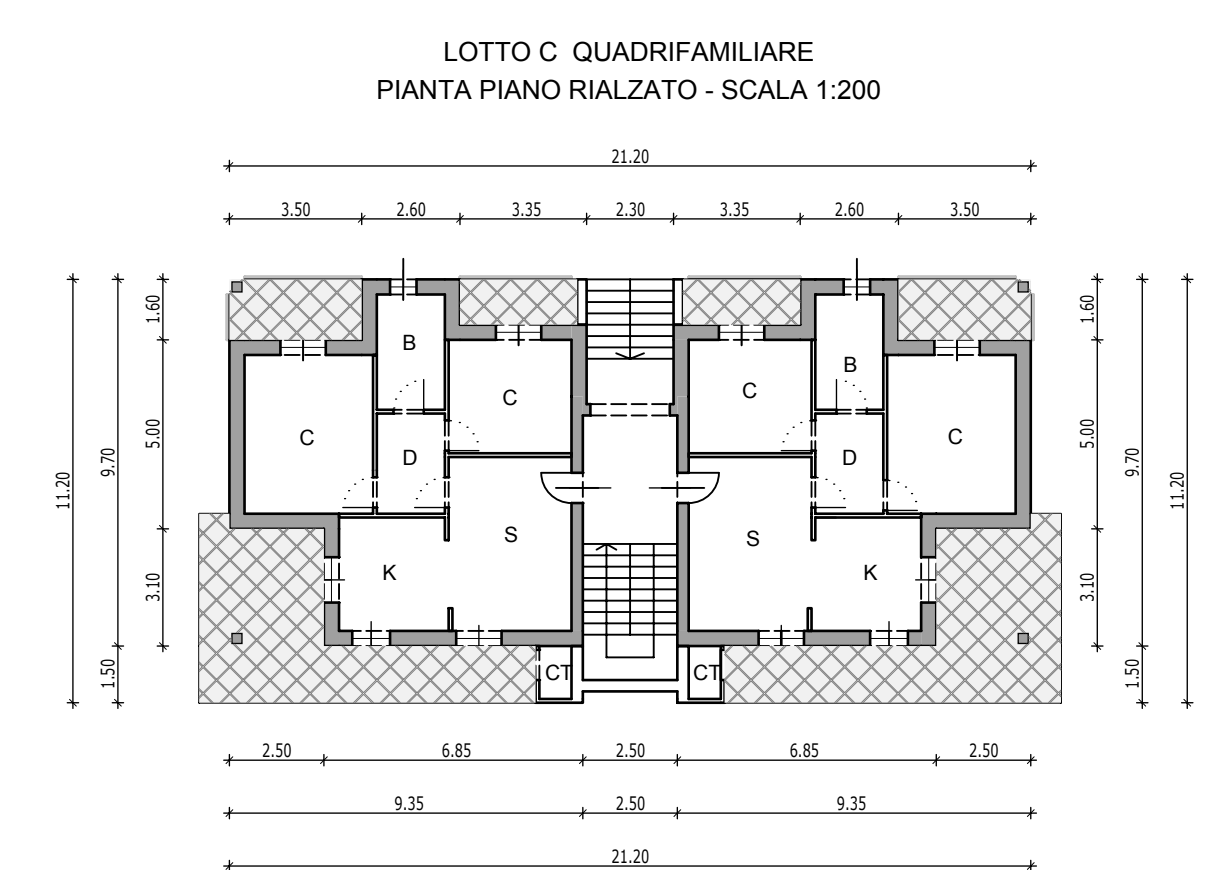 LOTTO C  QUADRIFAMILIARE
PIANTA PIANO RIALZATO - SCALA 1:200
21.20
3.50 2.60 3.35 2.30 3.35 2.60 3.50
1.60
5.00
3.10
9.70
1.50
11.20
1.60
5.00
3.10
9.70
1.50
11.20
B
C
C
D
S
K
C
B
C
D
S
K
CT CT
2.50 6.85 2.50 6.85 2.50
9.35 2.50 9.35
21.20